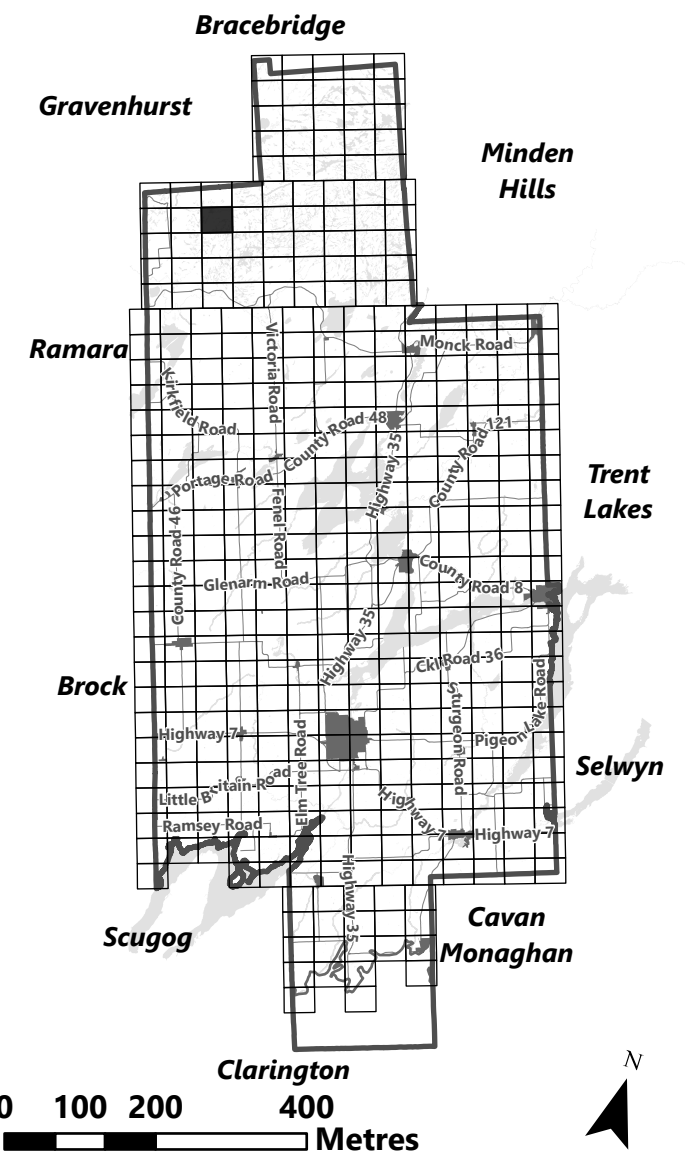 Bracebridge
Gravenhurst
Minden
Hills
Ramara
Monck Road
Victoria Road
Kirkfield Road
County Road 48
Highway 35
County Road 121
Portage Road
Trent
Lakes
Fenel Road
County Road 46
Glenarm Road
County Road 8
Highway 35
Ckl Road 36
Brock
Sturgeon Road
Pigeon Lake Road
Highway 7
Elm Tree Road
Selwyn
Little Britain Road
Highway 7
Ramsey Road
Highway 7
Highway 35
Scugog
Cavan
Monaghan
Clarington
N
0 100 200 400
Metres